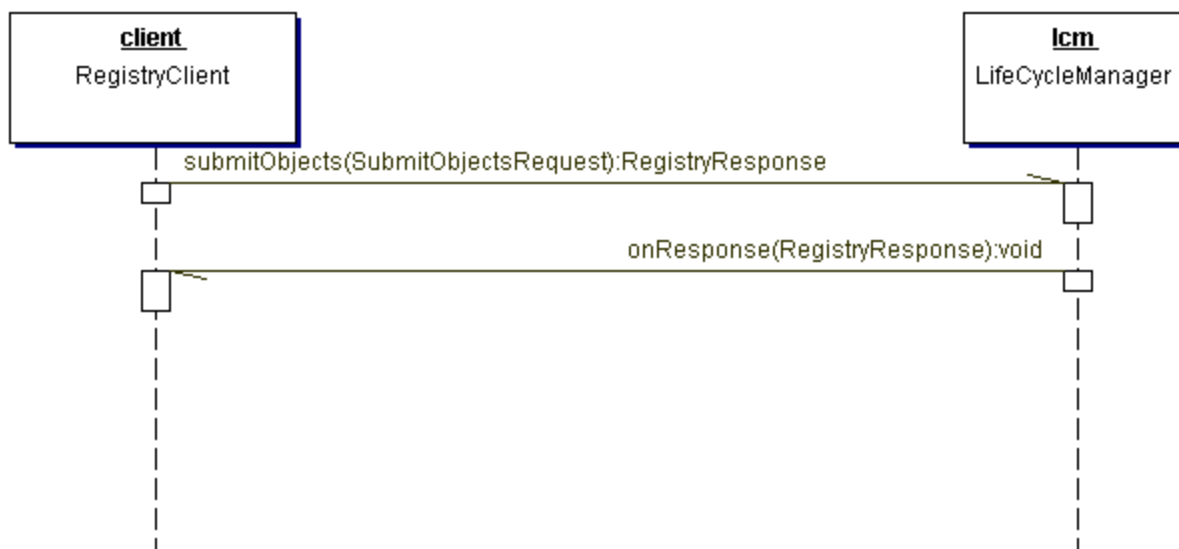 client
RegistryClient
lcm
LifeCycleManager
submitObjects(SubmitObjectsRequest):RegistryResponse
onResponse(RegistryResponse):void